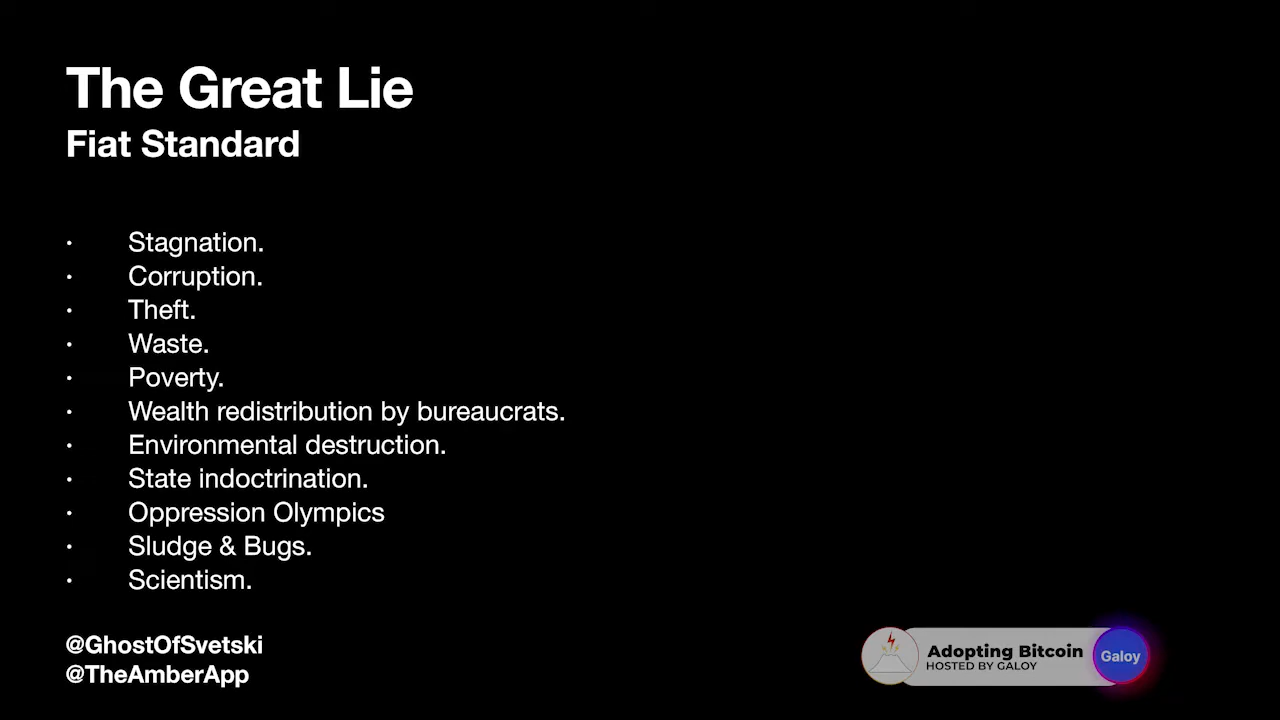 The Great Lie
Fiat Standard
· Stagnation.
· Corruption.
· Theft.
· Waste.
· Poverty.
· Wealth redistribution by bureaucrats.
· Environmental destruction.
· State indoctrination.
· Oppression Olympics
· Sludge & Bugs.
· Scientism.
@GhostOfSvetski
@TheAmberApp
Adopting Bitcoin
HOSTED BY GALOY
Galoy